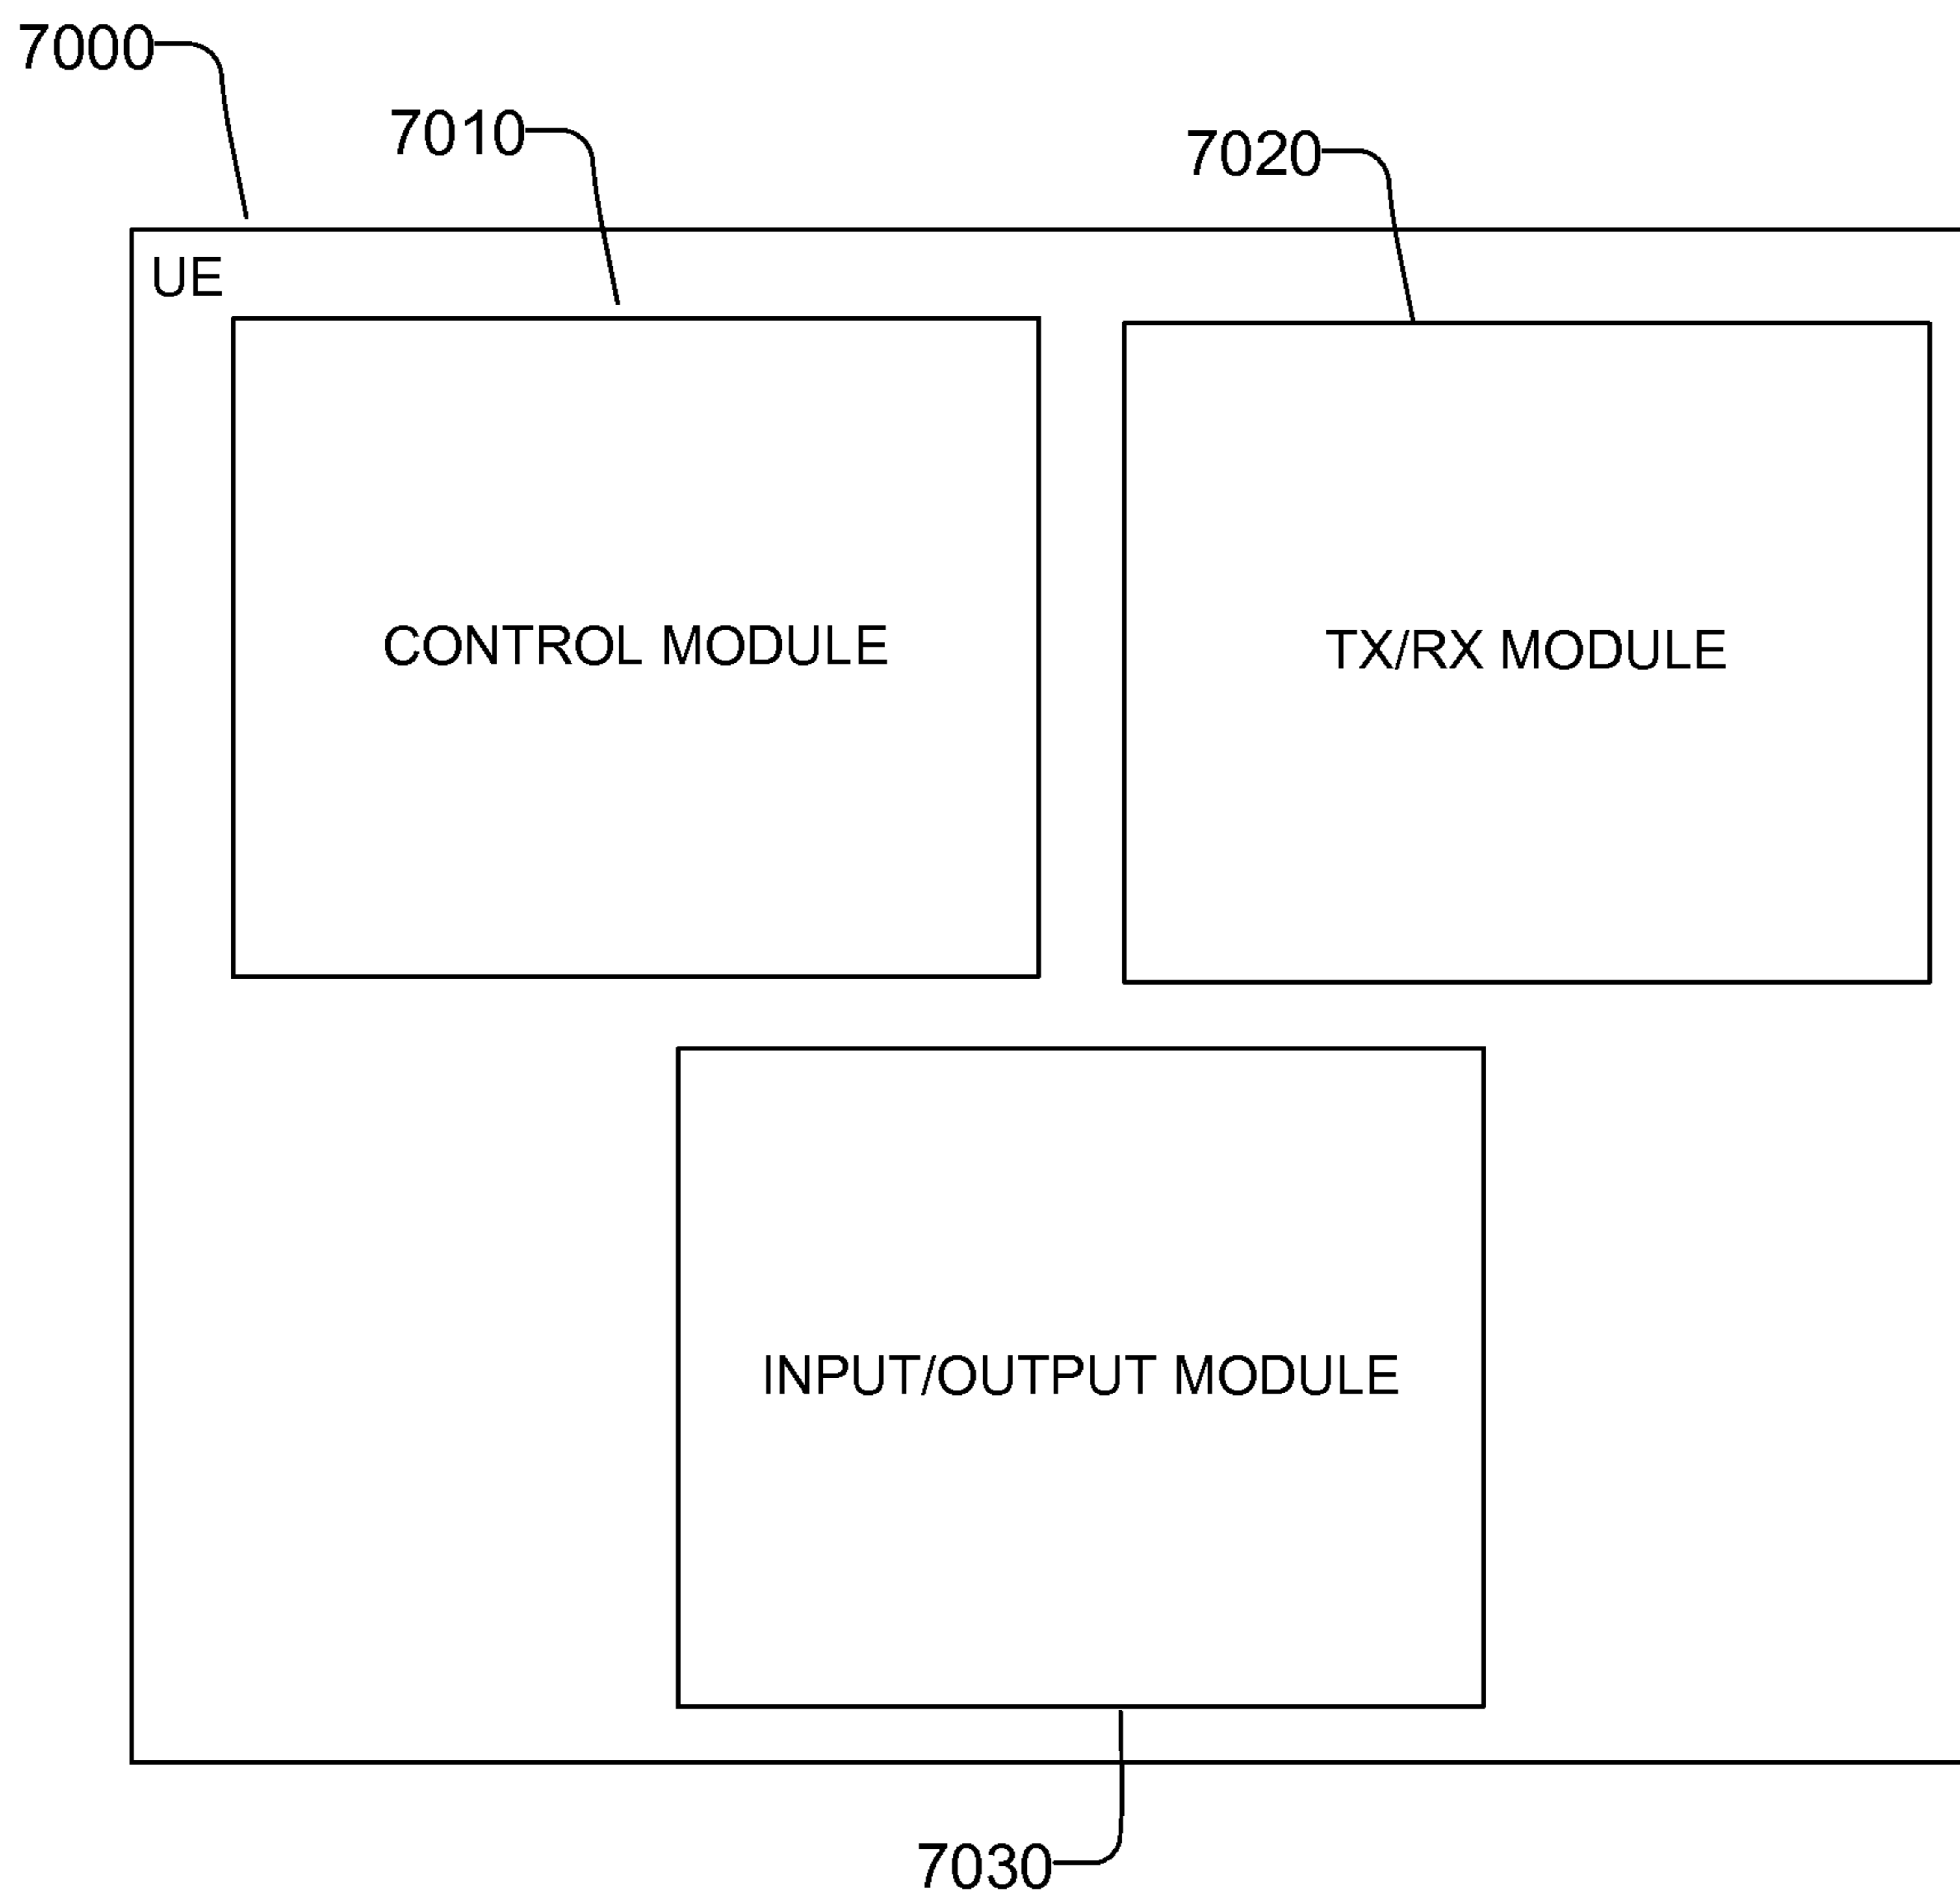 7000
7010
7020
UE
CONTROL MODULE
TX/RX MODULE
INPUT/OUTPUT MODULE
7030